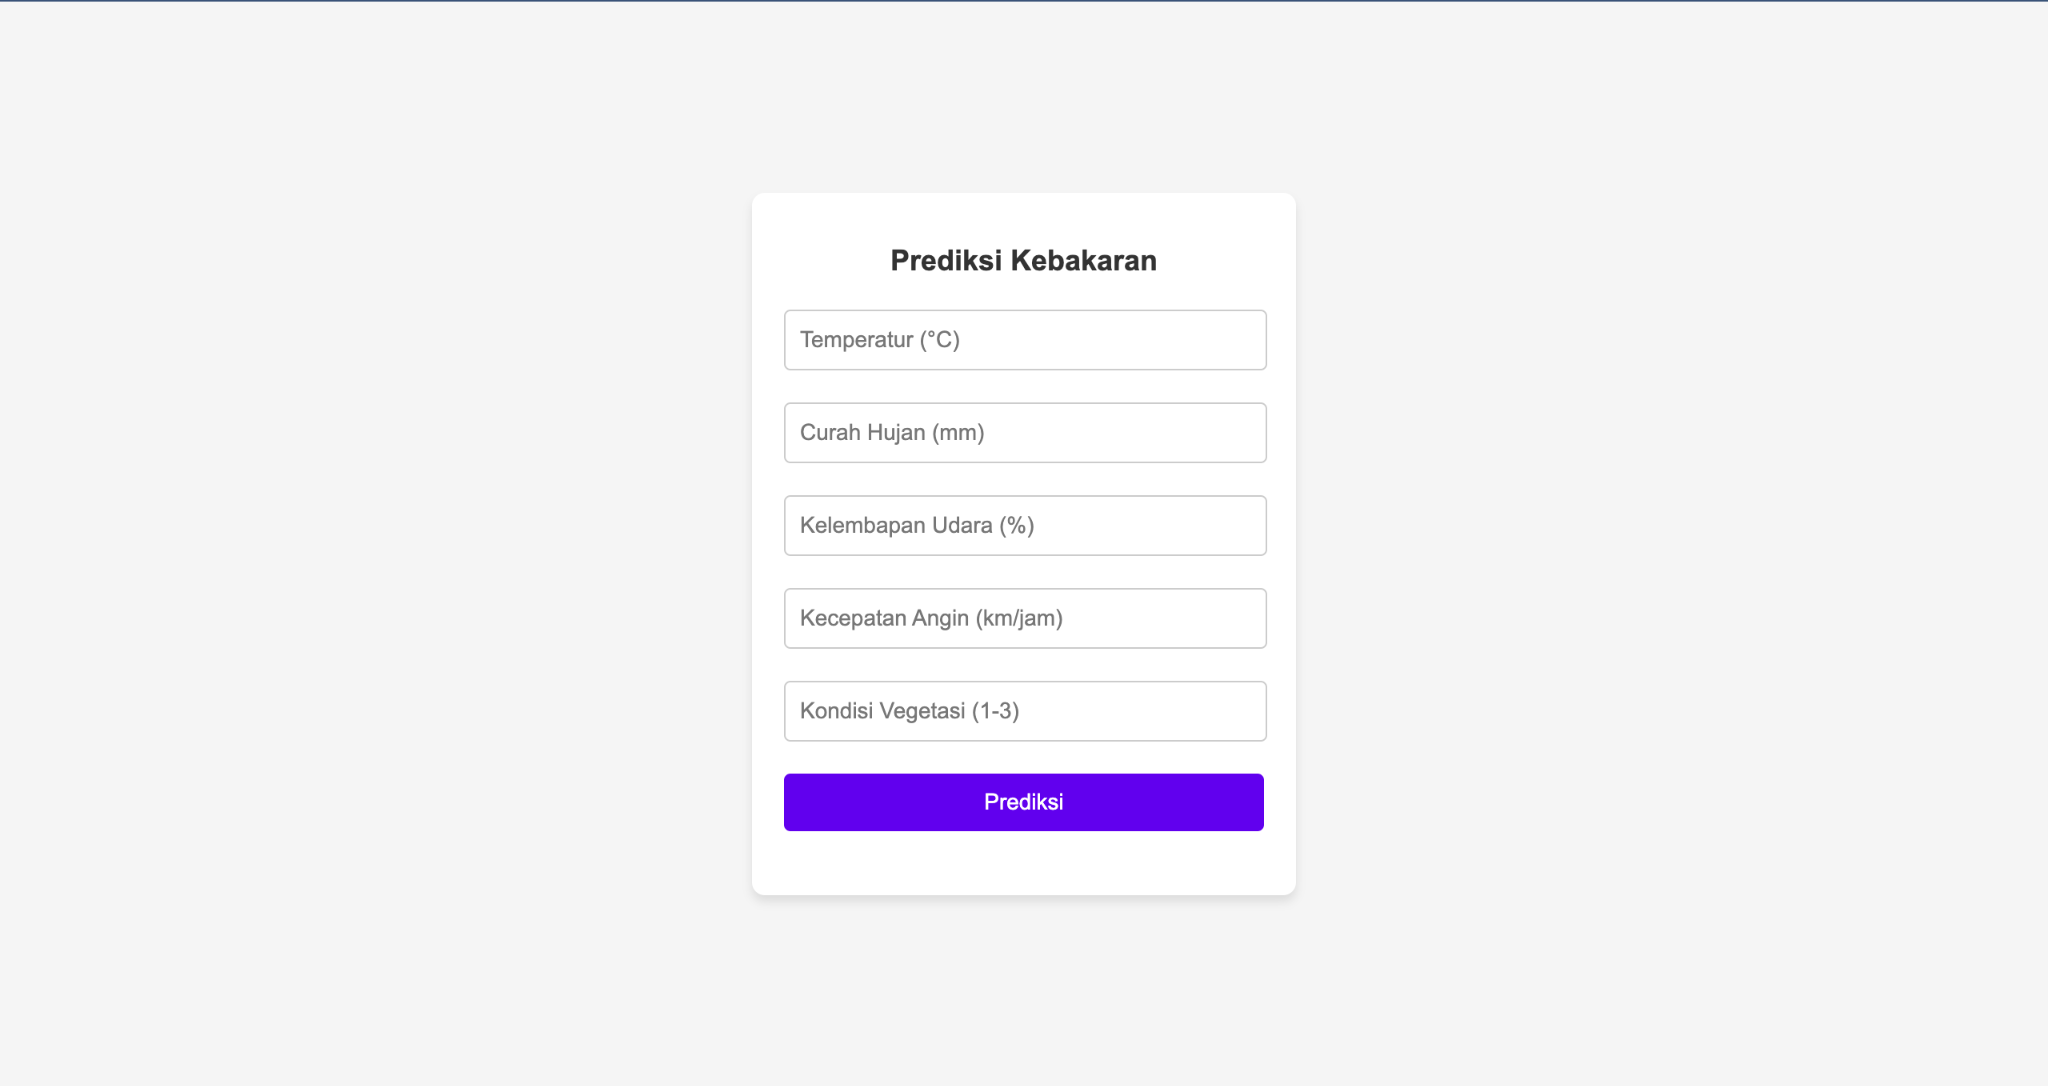 Prediksi Kebakaran
Temperatur (°C)
Curah Hujan (mm)
Kelembapan Udara (%)
Kecepatan Angin (km/jam)
Kondisi Vegetasi (1-3)
Prediksi